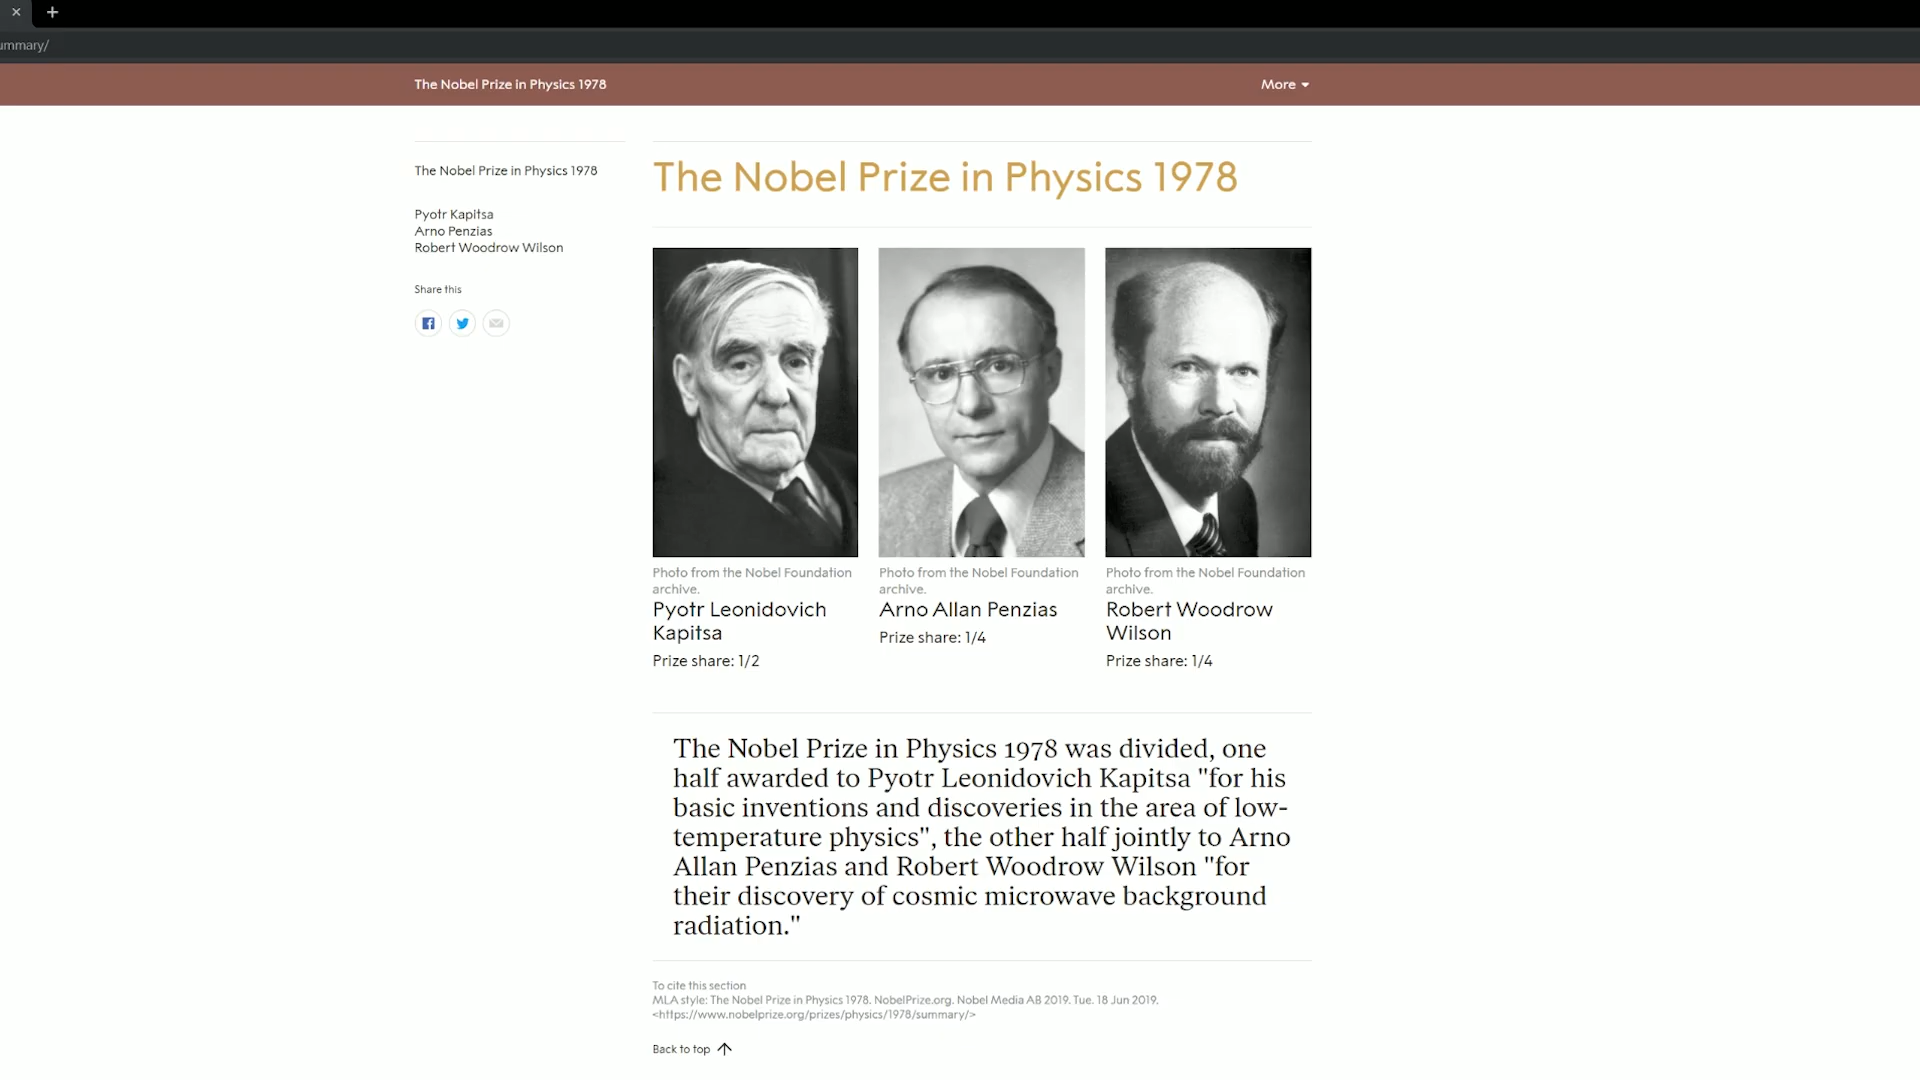 ummary/
The Nobel Prize in Physics 1978
More
The Nobel Prize in Physics 1978
Pyotr Kapitsa
Arno Penzias
Robert Woodrow Wilson
Share this
The Nobel Prize in Physics 1978
Photo from the Nobel Foundation
archive.
Pyotr Leonidovich
Kapitsa
Prize share: 1/2
Photo from the Nobel Foundation
archive.
Arno Allan Penzias
Prize share: 1/4
Photo from the Nobel Foundation
archive.
Robert Woodrow
Wilson
Prize share: 1/4
The Nobel Prize in Physics 1978 was divided, one
half awarded to Pyotr Leonidovich Kapitsa "for his
basic inventions and discoveries in the area of low-
temperature physics", the other half jointly to Arno
Allan Penzias and Robert Woodrow Wilson "for
their discovery of cosmic microwave background
radiation."
To cite this section
MLA style: The Nobel Prize in Physics 1978. NobelPrize.org. Nobel Media AB 2019. Tue. 18 Jun 2019.
<https://www.nobelprize.org/prizes/physics/1978/summary/>
Back to top